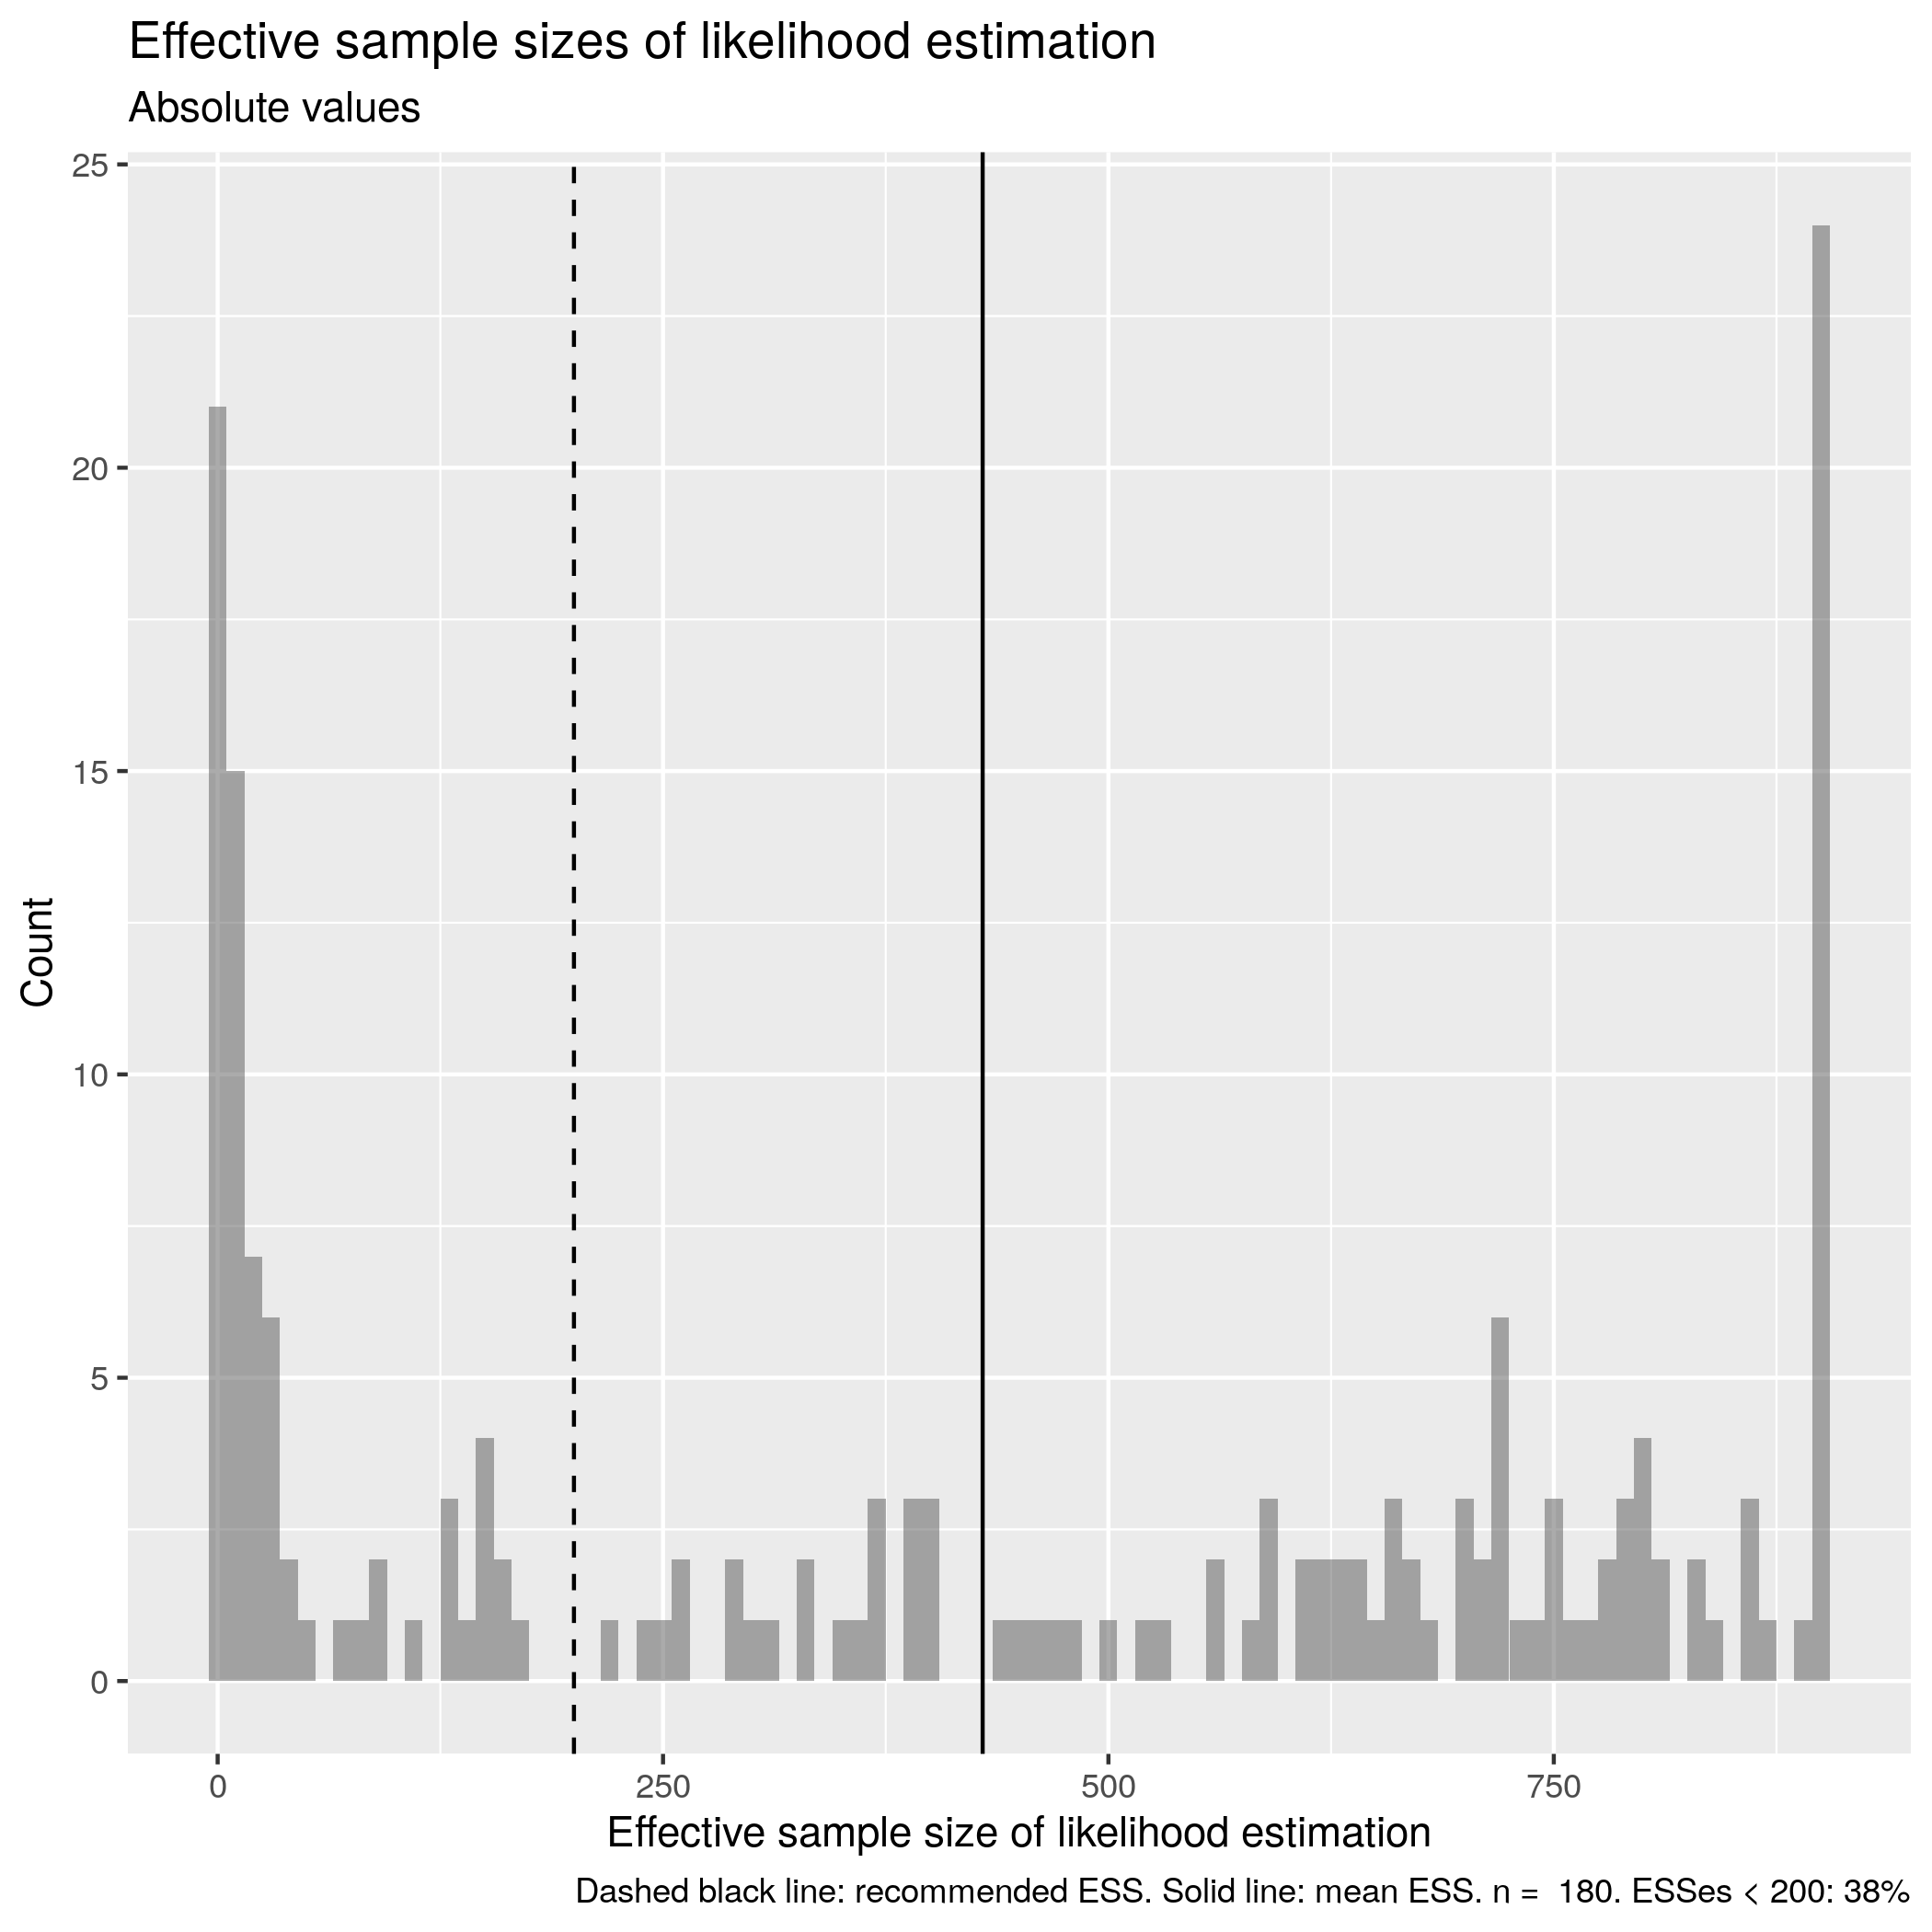 Effective sample sizes of likelihood estimation
Absolute values
25
20
15
10
5
0
Count
0 250 500 750
Effective sample size of likelihood estimation
Dashed black line: recommended ESS. Solid line: mean ESS. n =  180. ESSes < 200: 38%